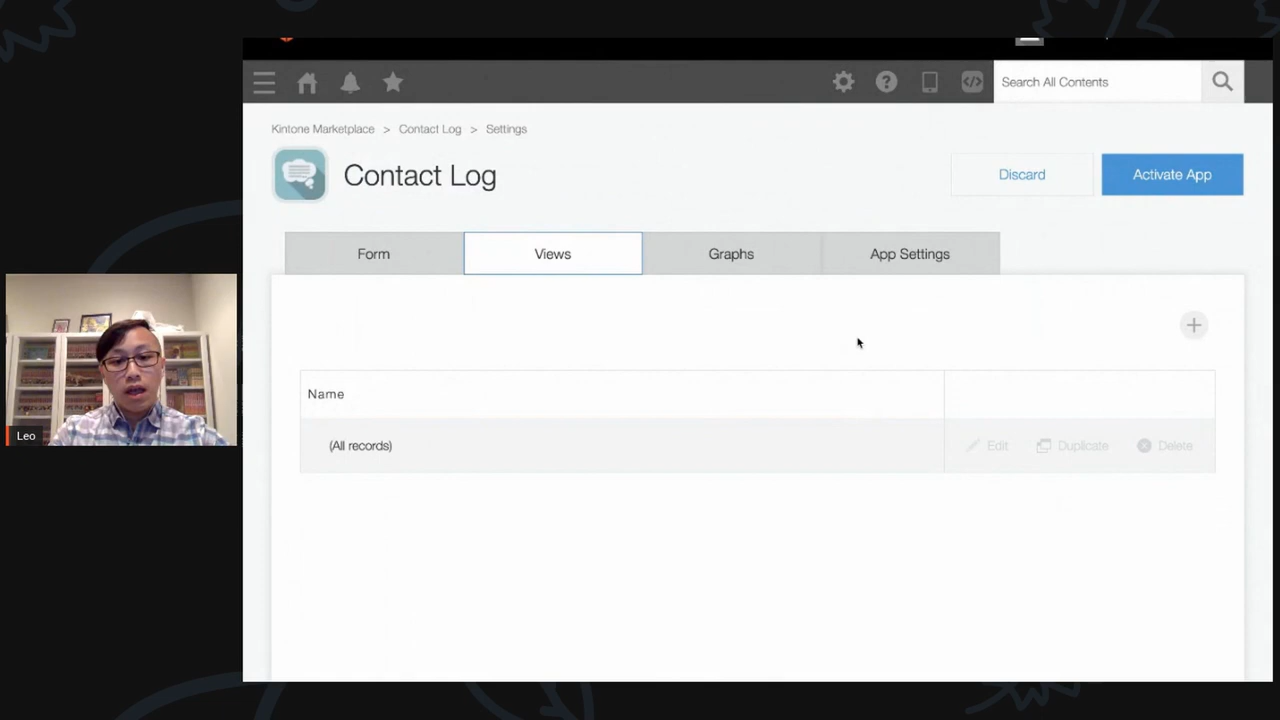 Search All Contents
Kintone Marketplace > Contact Log > Settings
Contact Log
Discard
Activate App
Form
Views
Graphs
App Settings
Name
(All records)
Edit
Duplicate
Delete
Leo